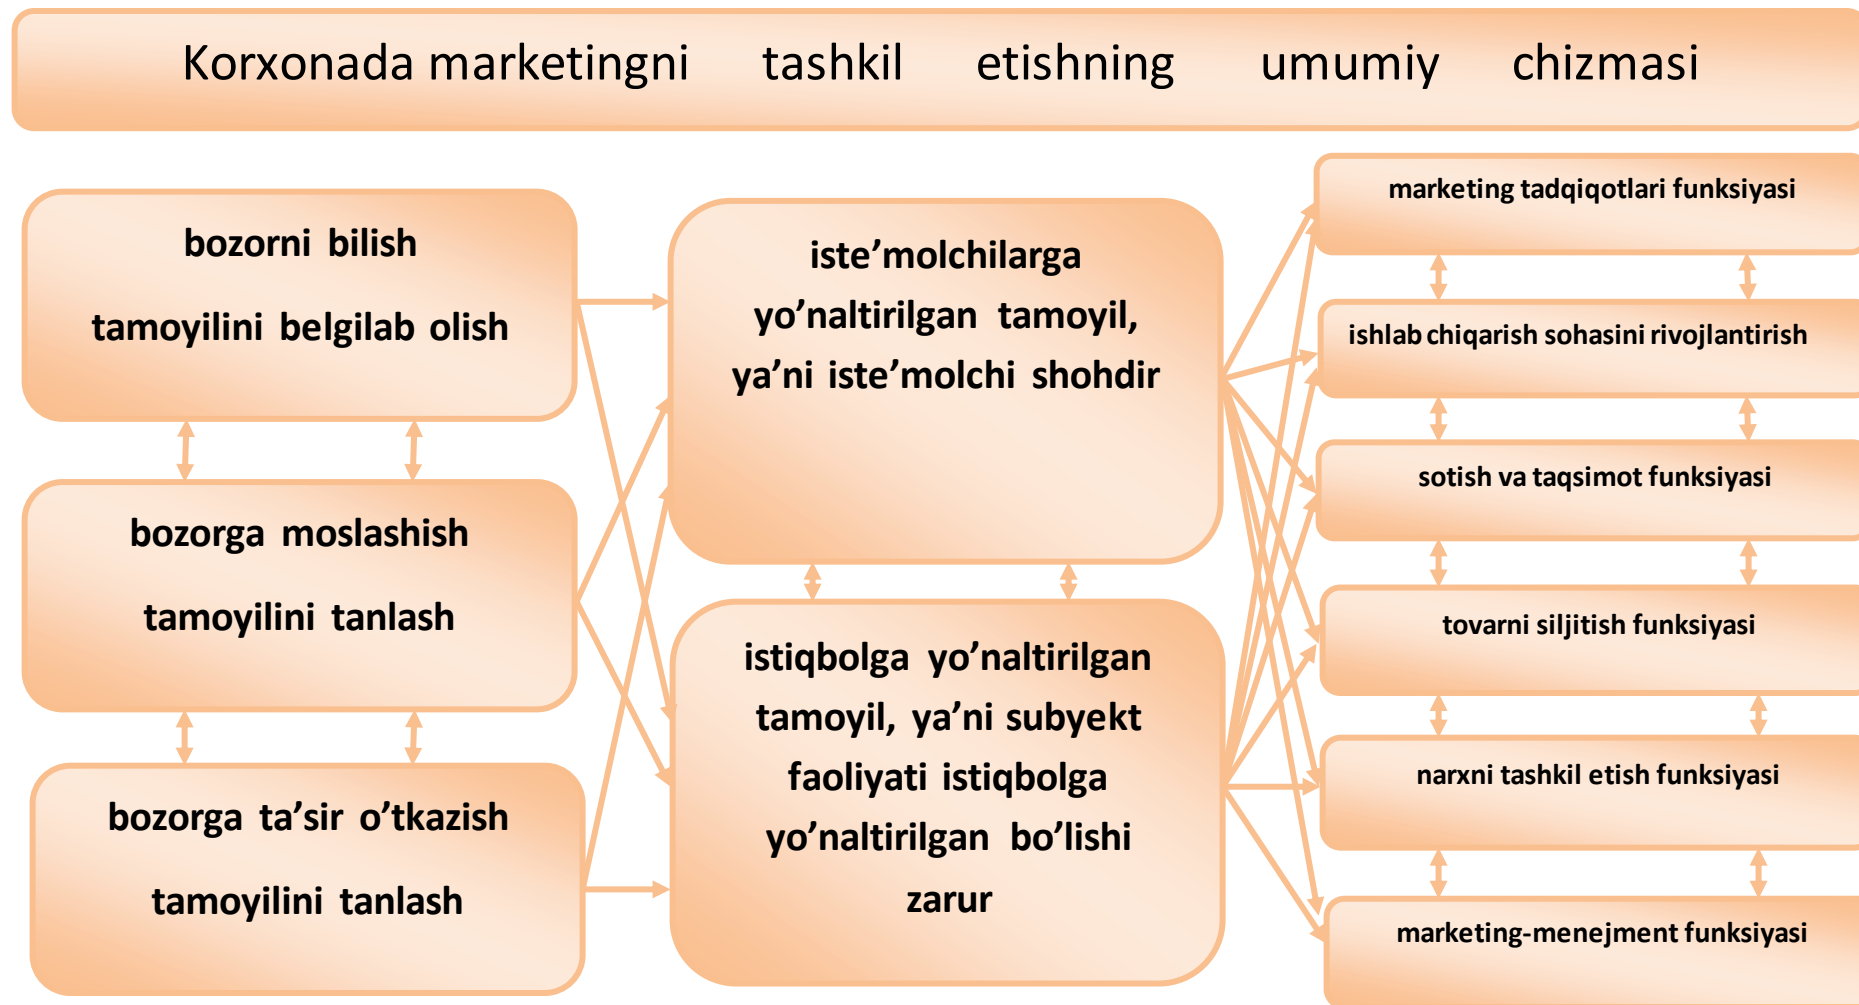 Korxonada marketingni tashkil etishning umumiy chizmasi
bozorni bilish
tamoyilini belgilab olish
bozorga moslashish
tamoyilini tanlash
bozorga ta’sir o’tkazish
tamoyilini tanlash
iste’molchilarga
yo’naltirilgan tamoyil,
ya’ni iste’molchi shohdir
istiqbolga yo’naltirilgan
tamoyil, ya’ni subyekt
faoliyati istiqbolga
yo’naltirilgan bo’lishi
zarur
marketing tadqiqotlari funksiyasi
ishlab chiqarish sohasini rivojlantirish
sotish va taqsimot funksiyasi
tovarni siljitish funksiyasi
narxni tashkil etish funksiyasi
marketing-menejment funksiyasi